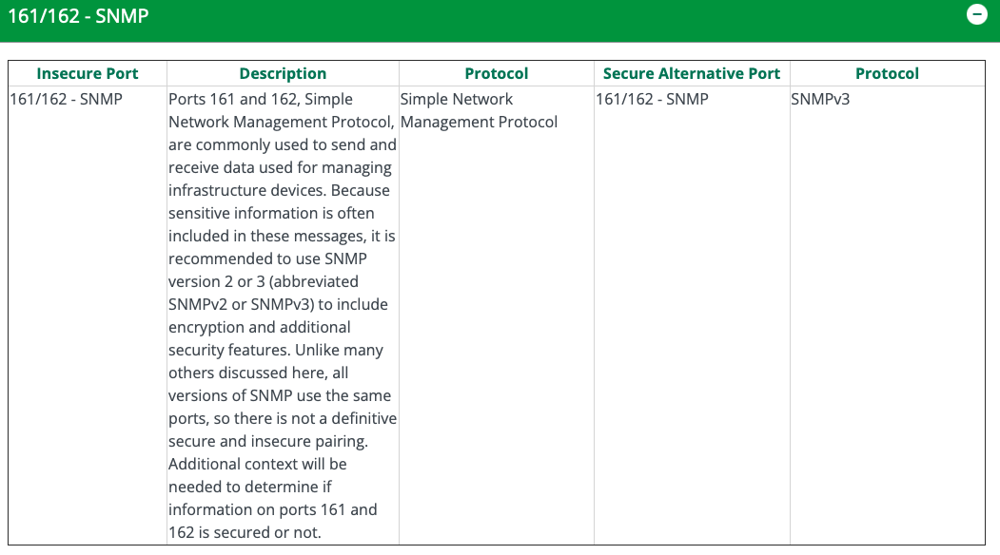 161/162 - SNMP
Insecure Port Description Protocol Secure Alternative Port Protocol
161/162 - SNMP
Ports 161 and 162, Simple
Network Management Protocol,
are commonly used to send and
receive data used for managing
infrastructure devices. Because
sensitive information is often
included in these messages, it is
recommended to use SNMP
version 2 or 3 (abbreviated
SNMPv2 or SNMPv3) to include
encryption and additional
security features. Unlike many
others discussed here, all
versions of SNMP use the same
ports, so there is not a definitive
secure and insecure pairing.
Additional context will be
needed to determine if
information on ports 161 and
162 is secured or not.
Simple Network
Management Protocol
161/162 - SNMP
SNMPv3